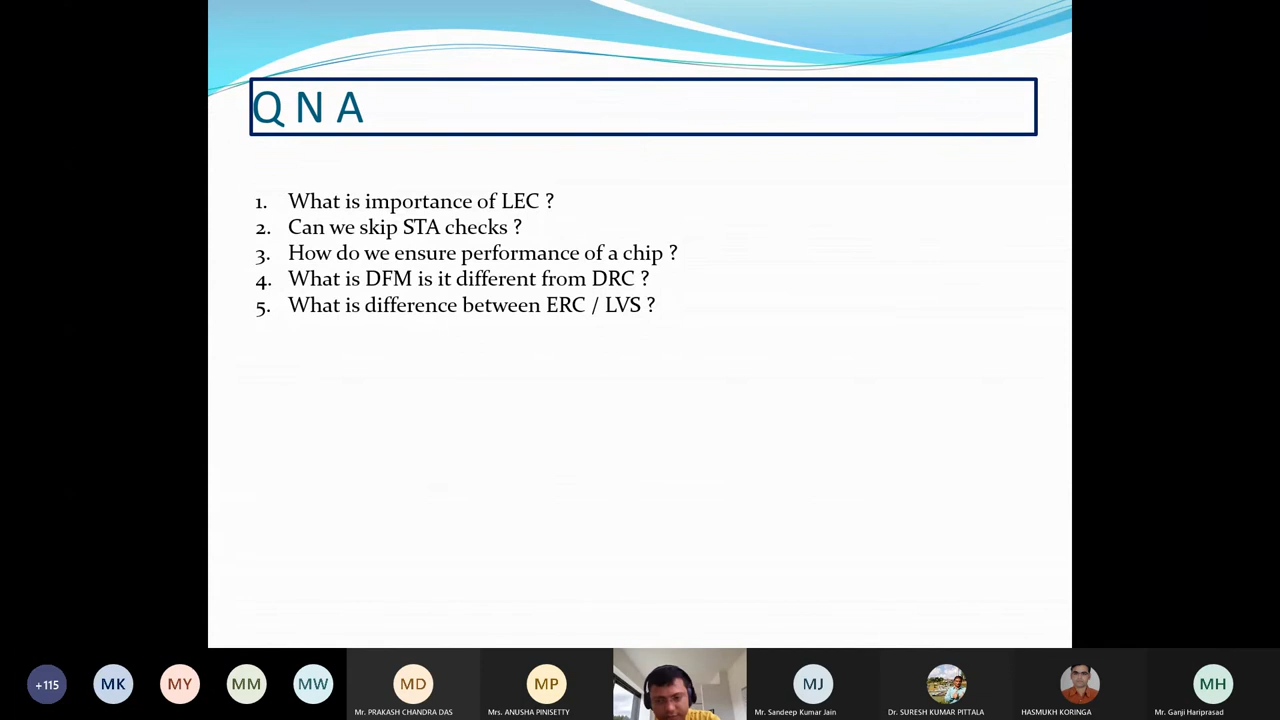 Q N A
1. What is importance of LEC ?
2. Can we skip STA checks ?
3. How do we ensure performance of a chip ?
4. What is DFM is it different from DRC ?
5. What is difference between ERC / LVS ?
+115
MK
MY
MM
MW
MD
MP
MJ
MH
Mr. PRAKASH CHANDRA DAS
Mrs. ANUSHA PINISETTY
Mr. Sandeep Kumar Jain
Dr. SURESH KUMAR PITTALA
HASMUKH KORINGA
Mr. Ganji Hariprasad